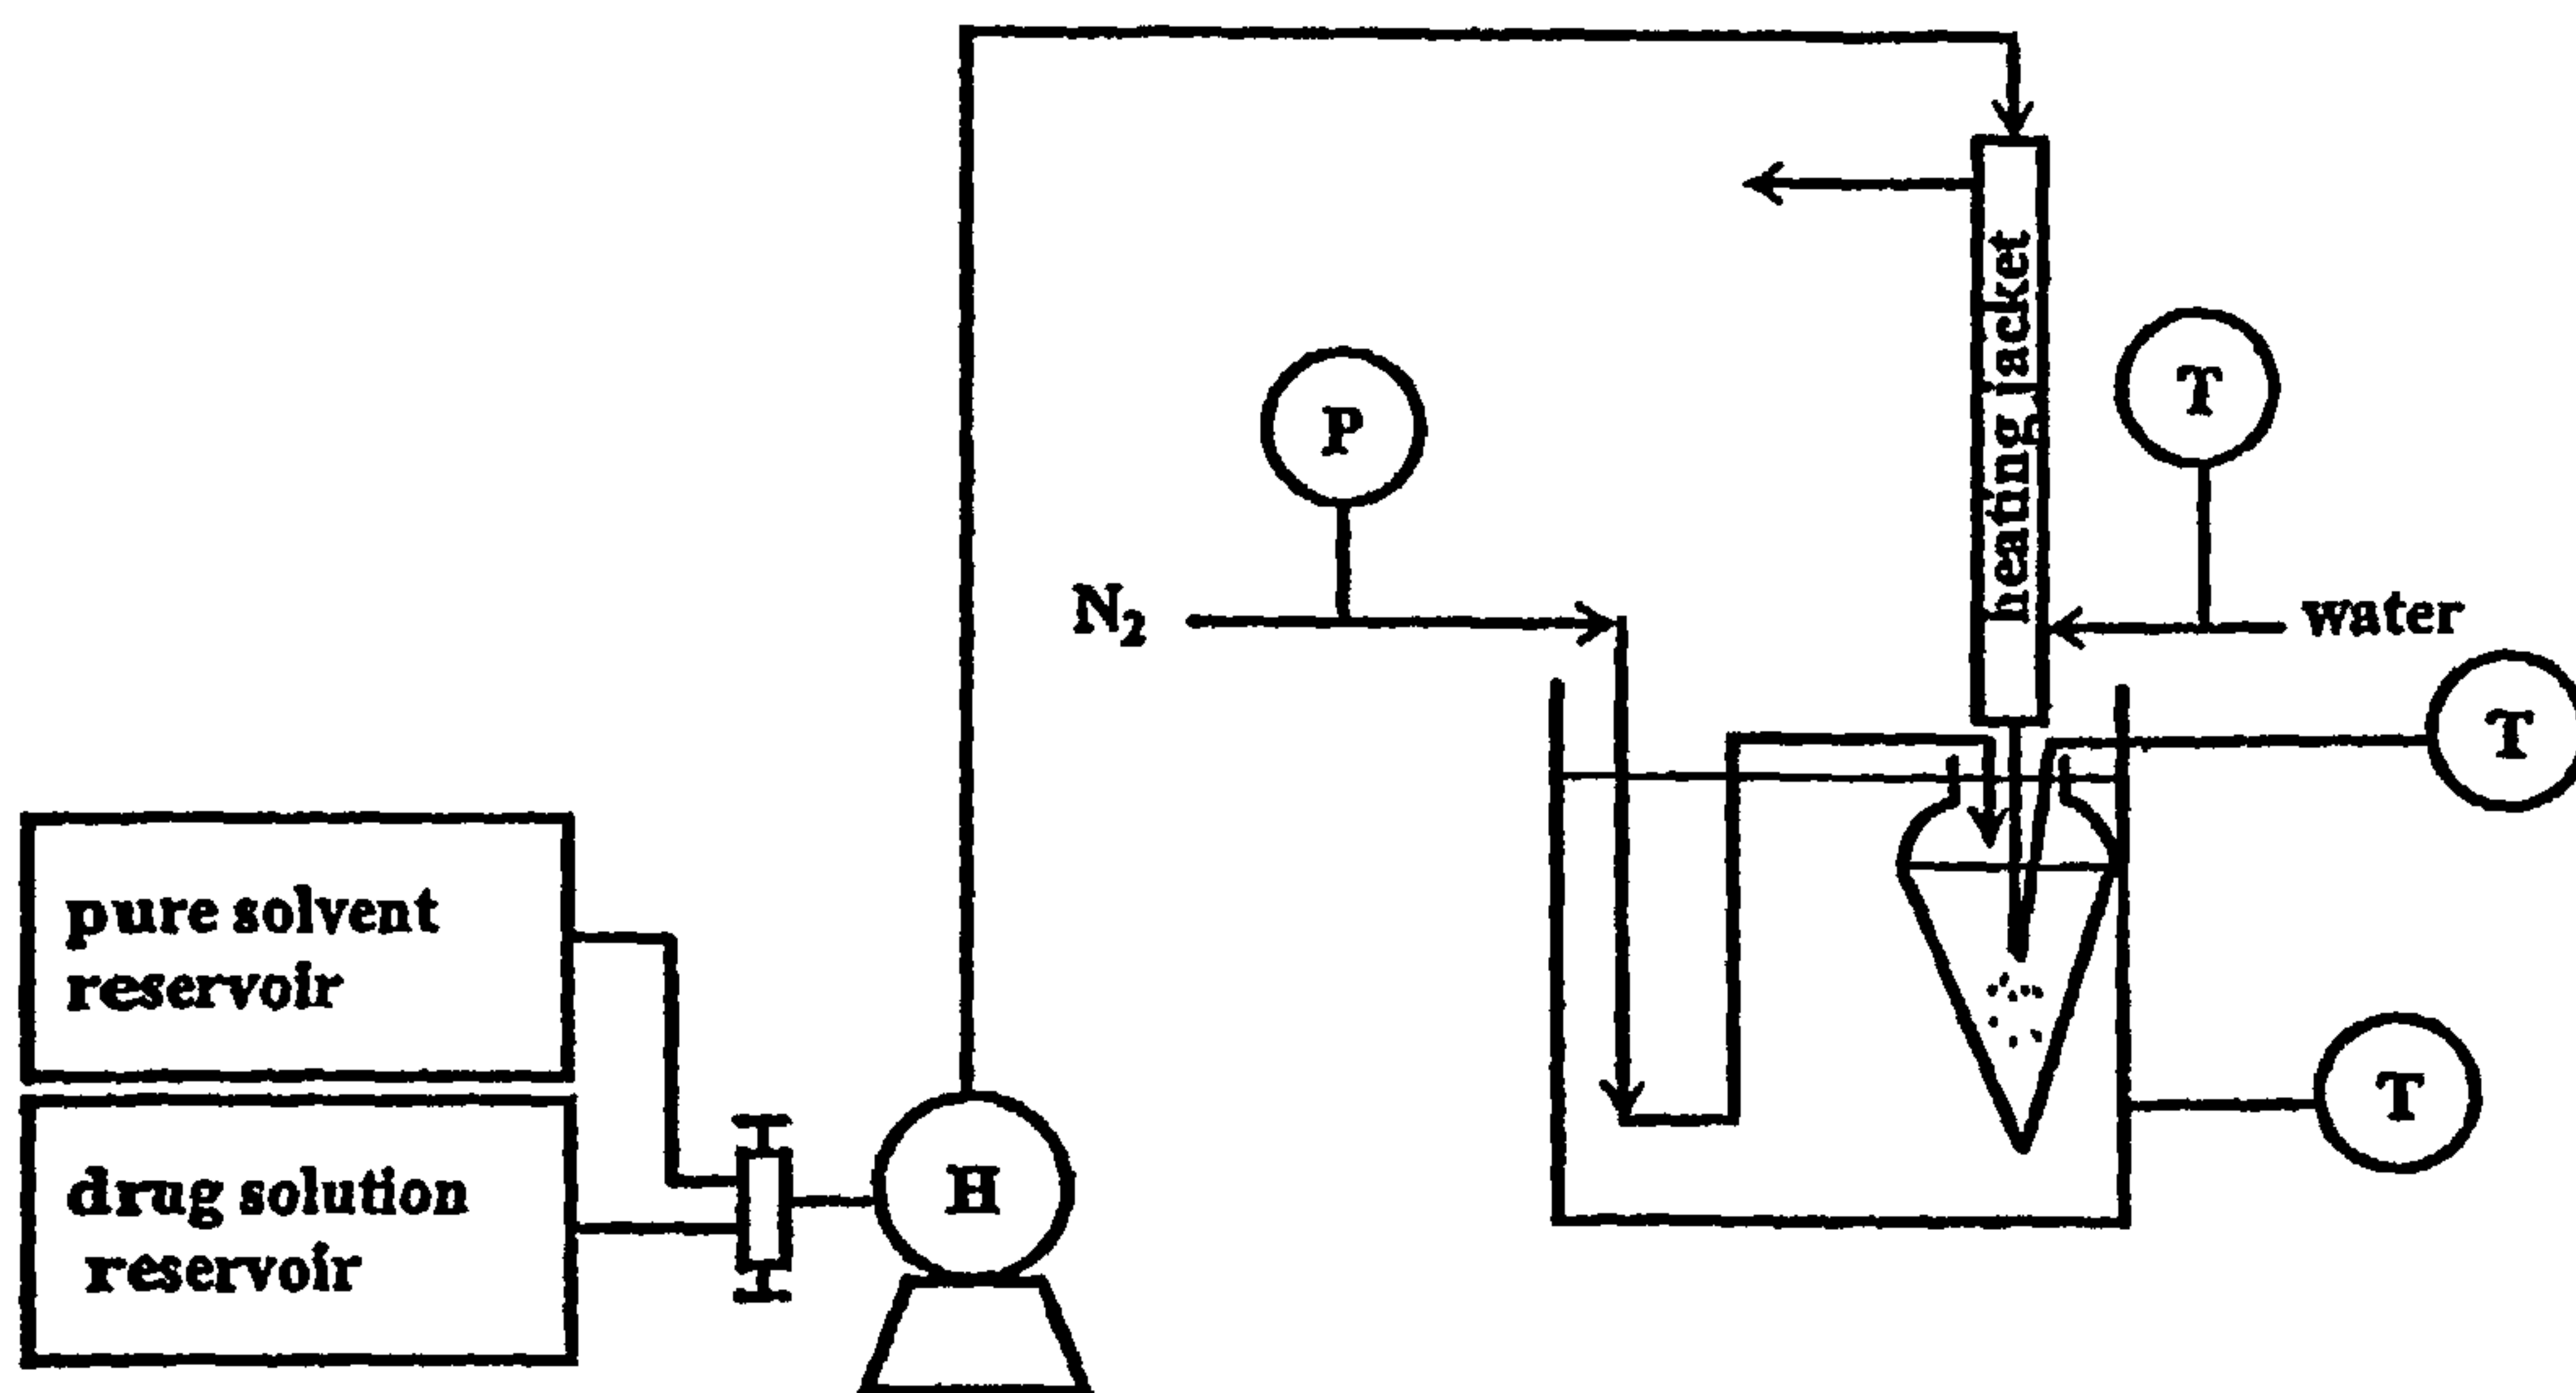 heating jacket
T
P
N₂
water
T
pure solvent
reservoir
T
drug solution
reservoir
H